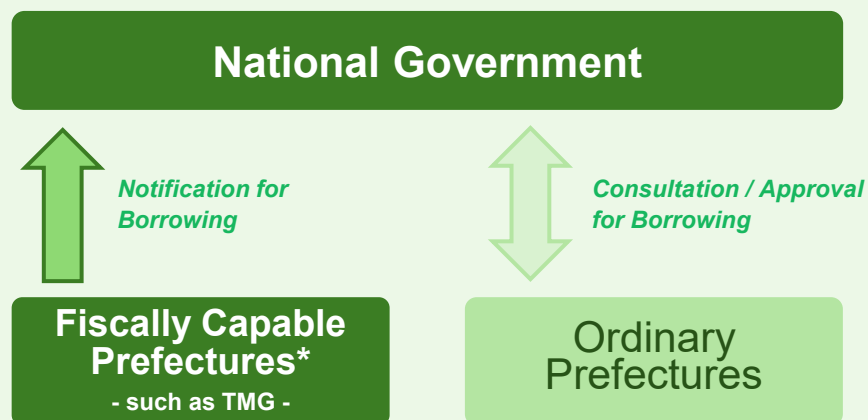 National Government
Notification for
Borrowing
Consultation / Approval
for Borrowing
Fiscally Capable
Prefectures*
- such as TMG -
Ordinary
Prefectures